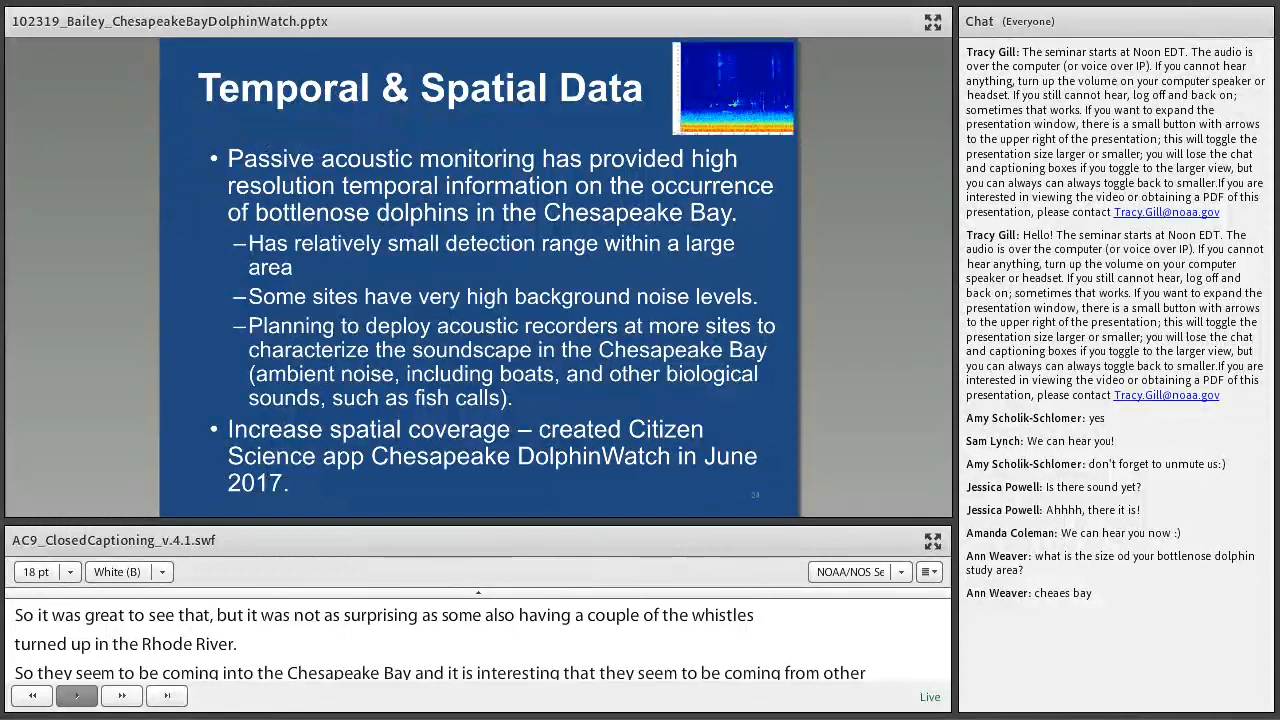 102319_Bailey_ChesapeakeBayDolphinWatch.pptx
Temporal & Spatial Data
• Passive acoustic monitoring has provided high
resolution temporal information on the occurrence
of bottlenose dolphins in the Chesapeake Bay.
–Has relatively small detection range within a large
area
–Some sites have very high background noise levels.
–Planning to deploy acoustic recorders at more sites to
characterize the soundscape in the Chesapeake Bay
(ambient noise, including boats, and other biological
sounds, such as fish calls).
• Increase spatial coverage – created Citizen
Science app Chesapeake DolphinWatch in June
2017.
24
AC9_ClosedCaptioning_v.4.1.swf
18 pt
White (B)
NOAA/NOS Se
So it was great to see that, but it was not as surprising as some also having a couple of the whistles
turned up in the Rhode River.
So they seem to be coming into the Chesapeake Bay and it is interesting that they seem to be coming from other
Live
Chat (Everyone)
Tracy Gill: The seminar starts at Noon EDT. The audio is
over the computer (or voice over IP). If you cannot hear
anything, turn up the volume on your computer speaker or
headset. If you still cannot hear, log off and back on;
sometimes that works. If you want to expand the
presentation window, there is a small button with arrows
to the upper right of the presentation; this will toggle the
presentation size larger or smaller; you will lose the chat
and captioning boxes if you toggle to the larger view, but
you can always can always toggle back to smaller.If you are
interested in viewing the video or obtaining a PDF of this
presentation, please contact Tracy.Gill@noaa.gov
Tracy Gill: Hello! The seminar starts at Noon EDT. The
audio is over the computer (or voice over IP). If you cannot
hear anything, turn up the volume on your computer
speaker or headset. If you still cannot hear, log off and
back on; sometimes that works. If you want to expand the
presentation window, there is a small button with arrows
to the upper right of the presentation; this will toggle the
presentation size larger or smaller; you will lose the chat
and captioning boxes if you toggle to the larger view, but
you can always can always toggle back to smaller.If you are
interested in viewing the video or obtaining a PDF of this
presentation, please contact Tracy.Gill@noaa.gov
Amy Scholik-Schlomer: yes
Sam Lynch: We can hear you!
Amy Scholik-Schlomer: don't forget to unmute us:)
Jessica Powell: Is there sound yet?
Jessica Powell: Ahhhh, there it is!
Amanda Coleman: We can hear you now :)
Ann Weaver: what is the size od your bottlenose dolphin
study area?
Ann Weaver: cheaes bay